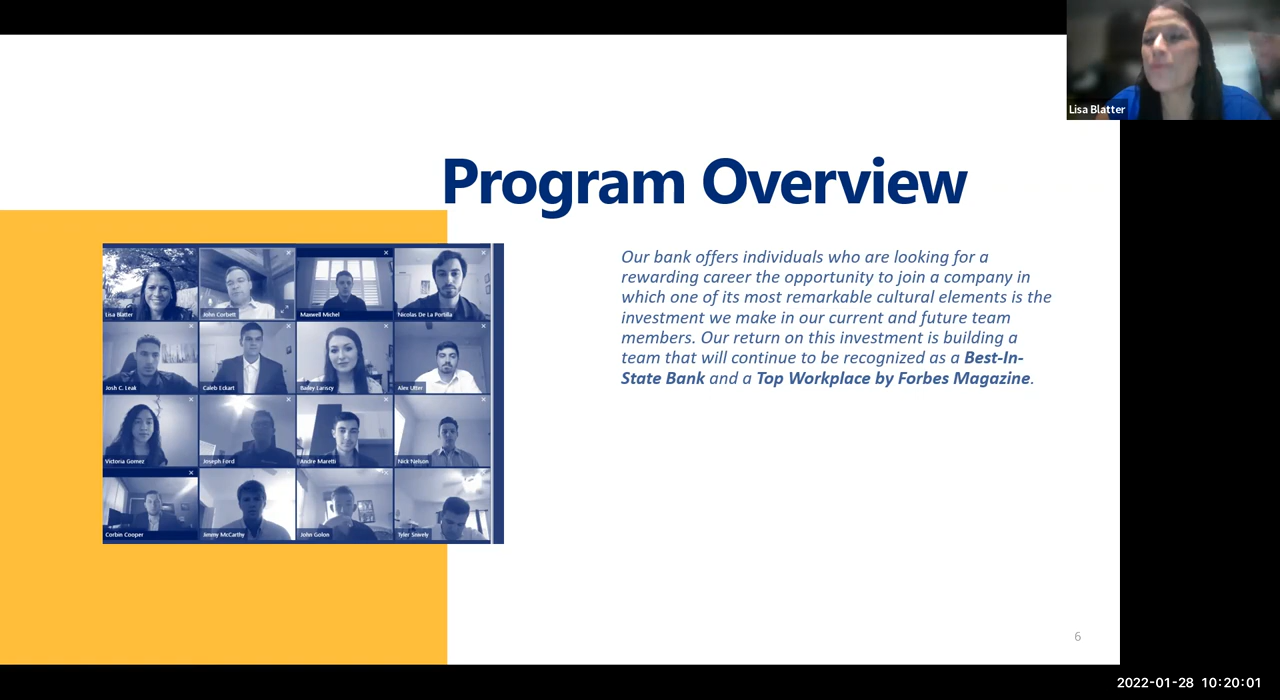 Lisa Blatter
Program Overview
Our bank offers individuals who are looking for a
rewarding career the opportunity to join a company in
which one of its most remarkable cultural elements is the
investment we make in our current and future team
members. Our return on this investment is building a
team that will continue to be recognized as a Best-In-
State Bank and a Top Workplace by Forbes Magazine.
Lisa Blatter
John Corbett
Maxwell Michel
Nicolas De La Portilla
Josh C. Leak
Caleb Eckart
Bailey Lariscy
Alex Utter
Victoria Gomez
Joseph Ford
Andre Maretti
Nick Nelson
Corbin Cooper
Jimmy McCarthy
John Golon
Tyler Snively
6
2022-01-28 10:20:01